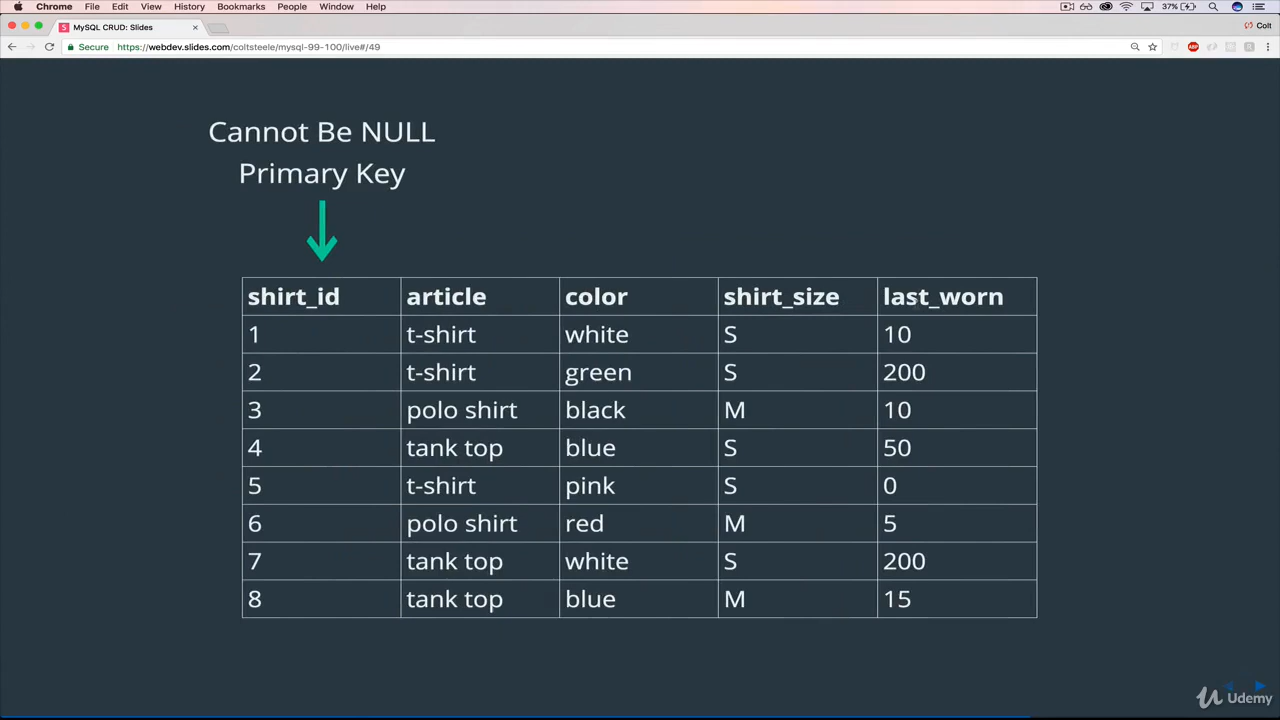 Chrome File Edit View History Bookmarks People Window Help 37%
MySQL CRUD: Slides
Colt
Secure https://webdev.slides.com/coltsteele/mysql-99-100/live#/49
ABP
Cannot Be NULL
Primary Key
shirt_id article color shirt_size last_worn
1 t-shirt white S 10
2 t-shirt green S 200
3 polo shirt black M 10
4 tank top blue S 50
5 t-shirt pink S 0
6 polo shirt red M 5
7 tank top white S 200
8 tank top blue M 15
Udemy